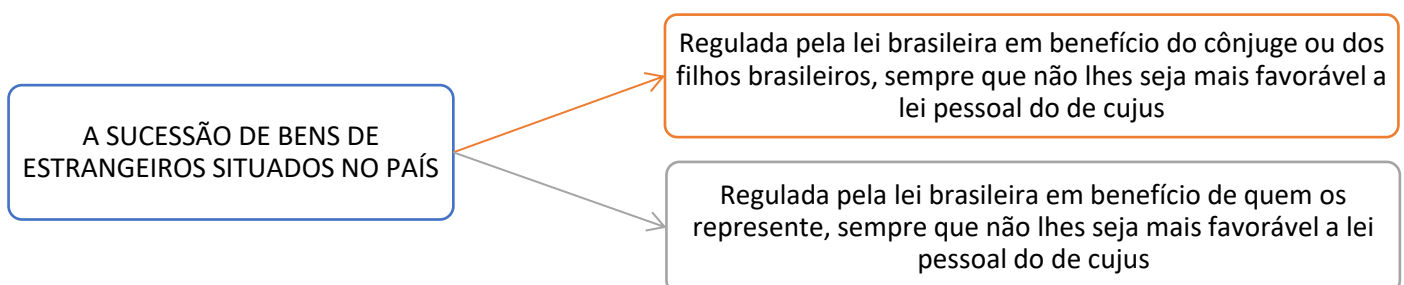 A SUCESSÃO DE BENS DE
ESTRANGEIROS SITUADOS NO PAÍS
Regulada pela lei brasileira em benefício do cônjuge ou dos
filhos brasileiros, sempre que não lhes seja mais favorável a
lei pessoal do de cujus
Regulada pela lei brasileira em benefício de quem os
represente, sempre que não lhes seja mais favorável a lei
pessoal do de cujus